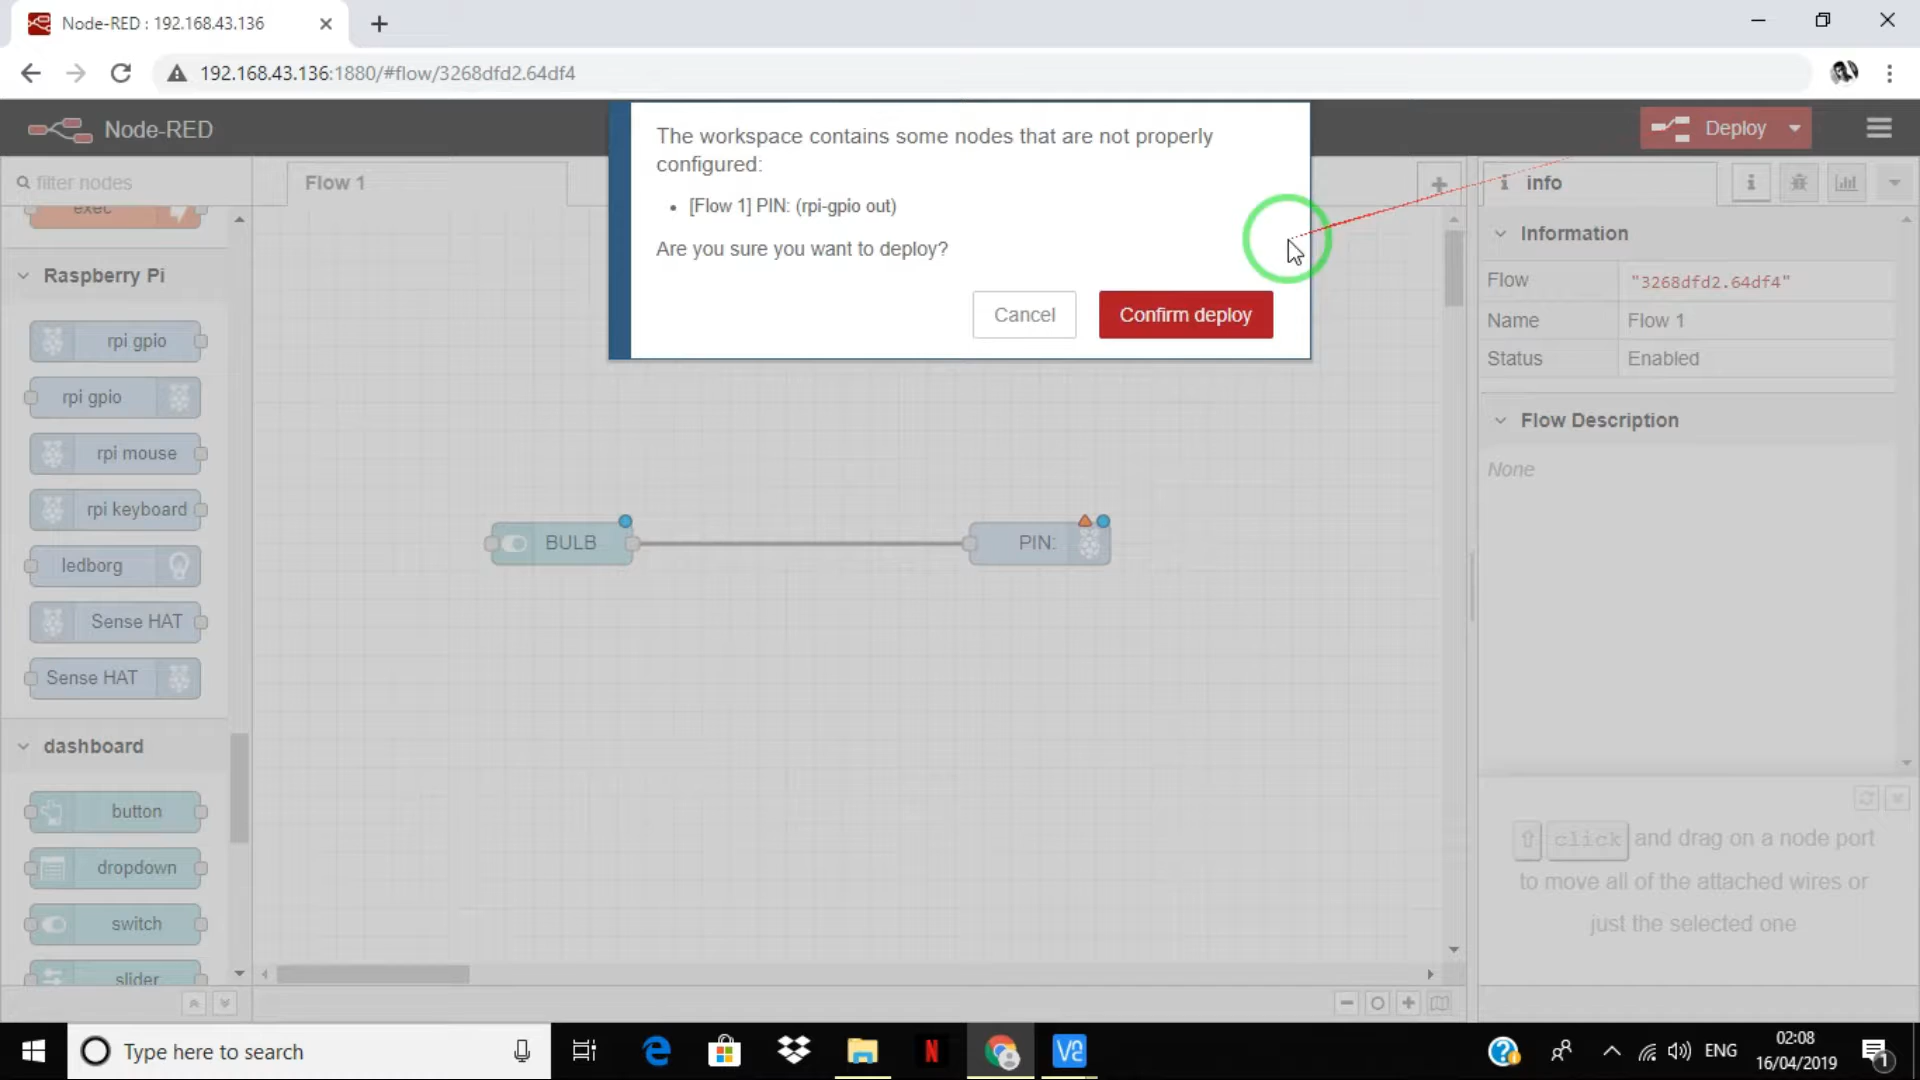 Node-RED : 192.168.43.136
192.168.43.136:1880/#flow/3268dfd2.64df4
Node-RED
Deploy
The workspace contains some nodes that are not properly
configured:
• [Flow 1] PIN: (rpi-gpio out)
Are you sure you want to deploy?
Cancel
Confirm deploy
filter nodes
exec
Raspberry Pi
rpi gpio
rpi gpio
rpi mouse
rpi keyboard
ledborg
Sense HAT
Sense HAT
dashboard
button
dropdown
switch
slider
Flow 1
BULB
PIN:
i info
i
Information
Flow "3268dfd2.64df4"
Name Flow 1
Status Enabled
Flow Description
None
⇧ click and drag on a node port
to move all of the attached wires or
just the selected one
Type here to search
ENG
02:08
16/04/2019
1